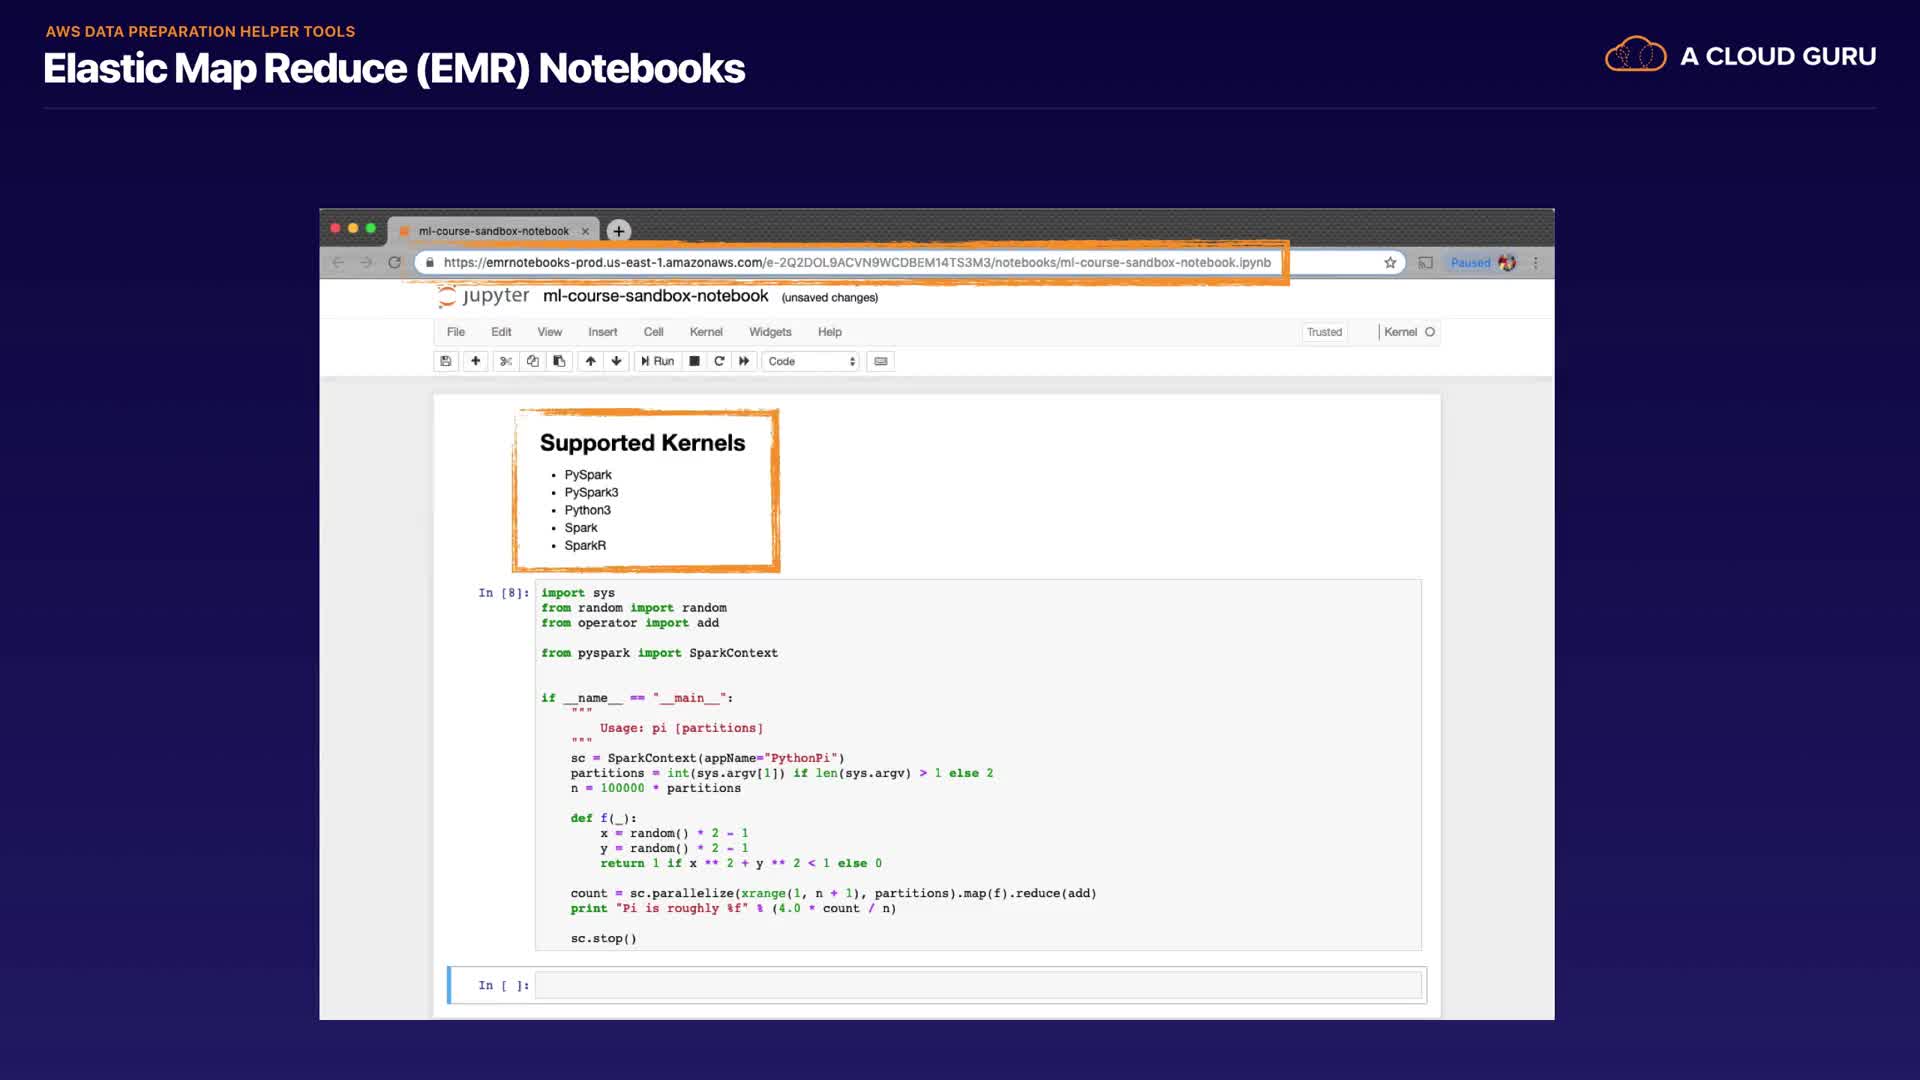 AWS DATA PREPARATION HELPER TOOLS
Elastic Map Reduce (EMR) Notebooks
A CLOUD GURU
ml-course-sandbox-notebook
https://emrnotebooks-prod.us-east-1.amazonaws.com/e-2Q2DOL9ACVN9WCDBEM14TS3M3/notebooks/ml-course-sandbox-notebook.ipynb
Paused
jupyter ml-course-sandbox-notebook (unsaved changes)
File Edit View Insert Cell Kernel Widgets Help Trusted Kernel
Run Code
Supported Kernels
• PySpark
• PySpark3
• Python3
• Spark
• SparkR
In [8]:
import sys
from random import random
from operator import add
from pyspark import SparkContext
if __name__ == "__main__":
"""
Usage: pi [partitions]
"""
sc = SparkContext(appName="PythonPi")
partitions = int(sys.argv[1]) if len(sys.argv) > 1 else 2
n = 100000 * partitions
def f(_):
x = random() * 2 - 1
y = random() * 2 - 1
return 1 if x ** 2 + y ** 2 < 1 else 0
count = sc.parallelize(xrange(1, n + 1), partitions).map(f).reduce(add)
print "Pi is roughly %f" % (4.0 * count / n)
sc.stop()
In [ ]: